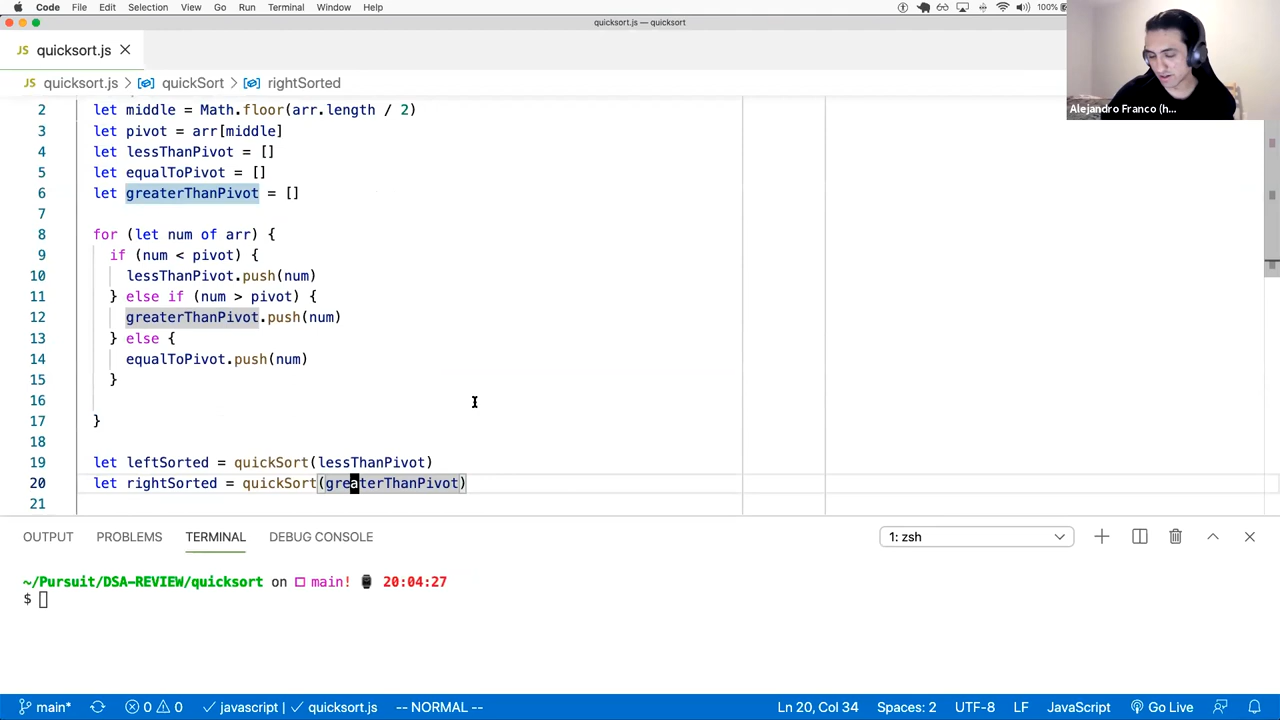 Code File Edit Selection View Go Run Terminal Window Help 100%
quicksort.js — quicksort
JS quicksort.js
JS quicksort.js > quickSort > rightSorted
Alejandro Franco (h...
2 let middle = Math.floor(arr.length / 2)
3 let pivot = arr[middle]
4 let lessThanPivot = []
5 let equalToPivot = []
6 let greaterThanPivot = []
7
8 for (let num of arr) {
9 if (num < pivot) {
10 lessThanPivot.push(num)
11 } else if (num > pivot) {
12 greaterThanPivot.push(num)
13 } else {
14 equalToPivot.push(num)
15 }
16
17 }
18
19 let leftSorted = quickSort(lessThanPivot)
20 let rightSorted = quickSort(greaterThanPivot)
21
OUTPUT PROBLEMS TERMINAL DEBUG CONSOLE 1: zsh
~/Pursuit/DSA-REVIEW/quicksort on main! 20:04:27
$
main* 0 0 javascript | quicksort.js -- NORMAL -- Ln 20, Col 34 Spaces: 2 UTF-8 LF JavaScript Go Live